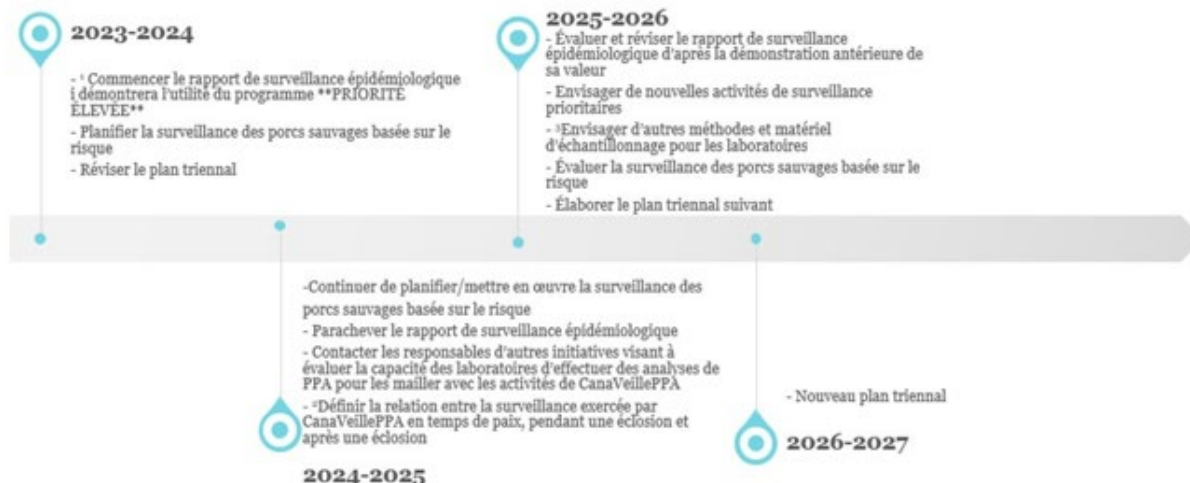 2023-2024
- ¹ Commencer le rapport de surveillance épidémiologique
i démontrera l'utilité du programme **PRIORITÉ
ÉLEVÉE**
- Planifier la surveillance des porcs sauvages basée sur le
risque
- Réviser le plan triennal
2025-2026
- Évaluer et réviser le rapport de surveillance
épidémiologique d'après la démonstration antérieure de
sa valeur
- Envisager de nouvelles activités de surveillance
prioritaires
- ³Envisager d'autres méthodes et matériel
d'échantillonnage pour les laboratoires
- Évaluer la surveillance des porcs sauvages basée sur le
risque
- Élaborer le plan triennal suivant
-Continuer de planifier/mettre en œuvre la surveillance des
porcs sauvages basée sur le risque
- Parachever le rapport de surveillance épidémiologique
- Contacter les responsables d'autres initiatives visant à
évaluer la capacité des laboratoires d'effectuer des analyses de
PPA pour les mailler avec les activités de CanaVeillePPA
- ²Définir la relation entre la surveillance exercée par
CanaVeillePPA en temps de paix, pendant une éclosion et
après une éclosion
2024-2025
- Nouveau plan triennal
2026-2027